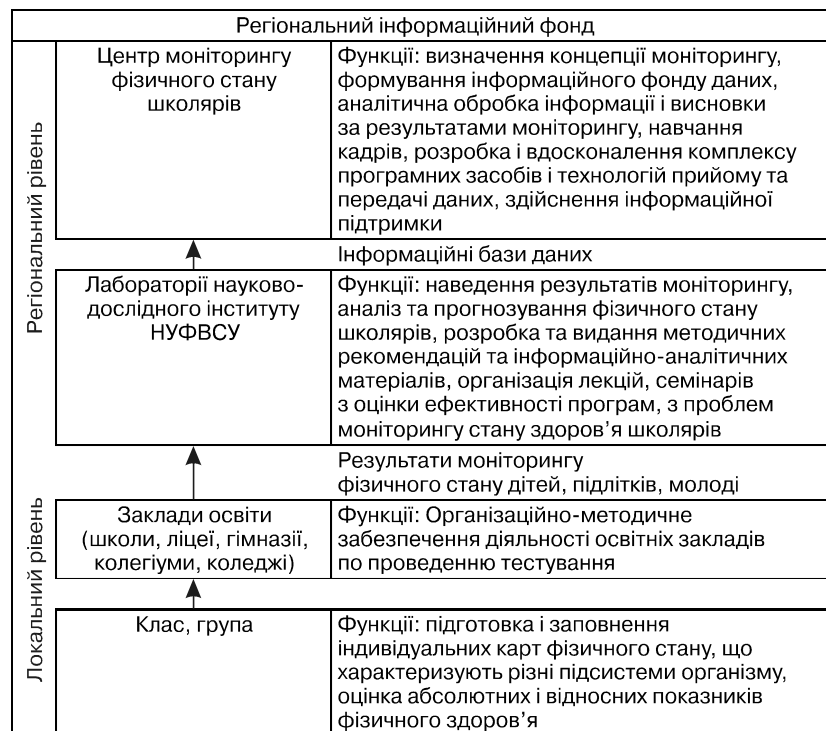 Регіональний інформаційний фонд
Регіональний рівень
Центр моніторингу
фізичного стану
школярів
Функції: визначення концепції моніторингу,
формування інформаційного фонду даних,
аналітична обробка інформації і висновки
за результатами моніторингу, навчання
кадрів, розробка і вдосконалення комплексу
програмних засобів і технологій прийому та
передачі даних, здійснення інформаційної
підтримки
Інформаційні бази даних
Лабораторії науково-
дослідного інституту
НУФВСУ
Функції: наведення результатів моніторингу,
аналіз та прогнозування фізичного стану
школярів, розробка та видання методичних
рекомендацій та інформаційно-аналітичних
матеріалів, організація лекцій, семінарів
з оцінки ефективності програм, з проблем
моніторингу стану здоров’я школярів
Результати моніторингу
фізичного стану дітей, підлітків, молоді
Локальний рівень
Заклади освіти
(школи, ліцеї, гімназії,
колегіуми, коледжі)
Функції: Організаційно-методичне
забезпечення діяльності освітніх закладів
по проведенню тестування
Клас, група
Функції: підготовка і заповнення
індивідуальних карт фізичного стану, що
характеризують різні підсистеми організму,
оцінка абсолютних і відносних показників
фізичного здоров’я